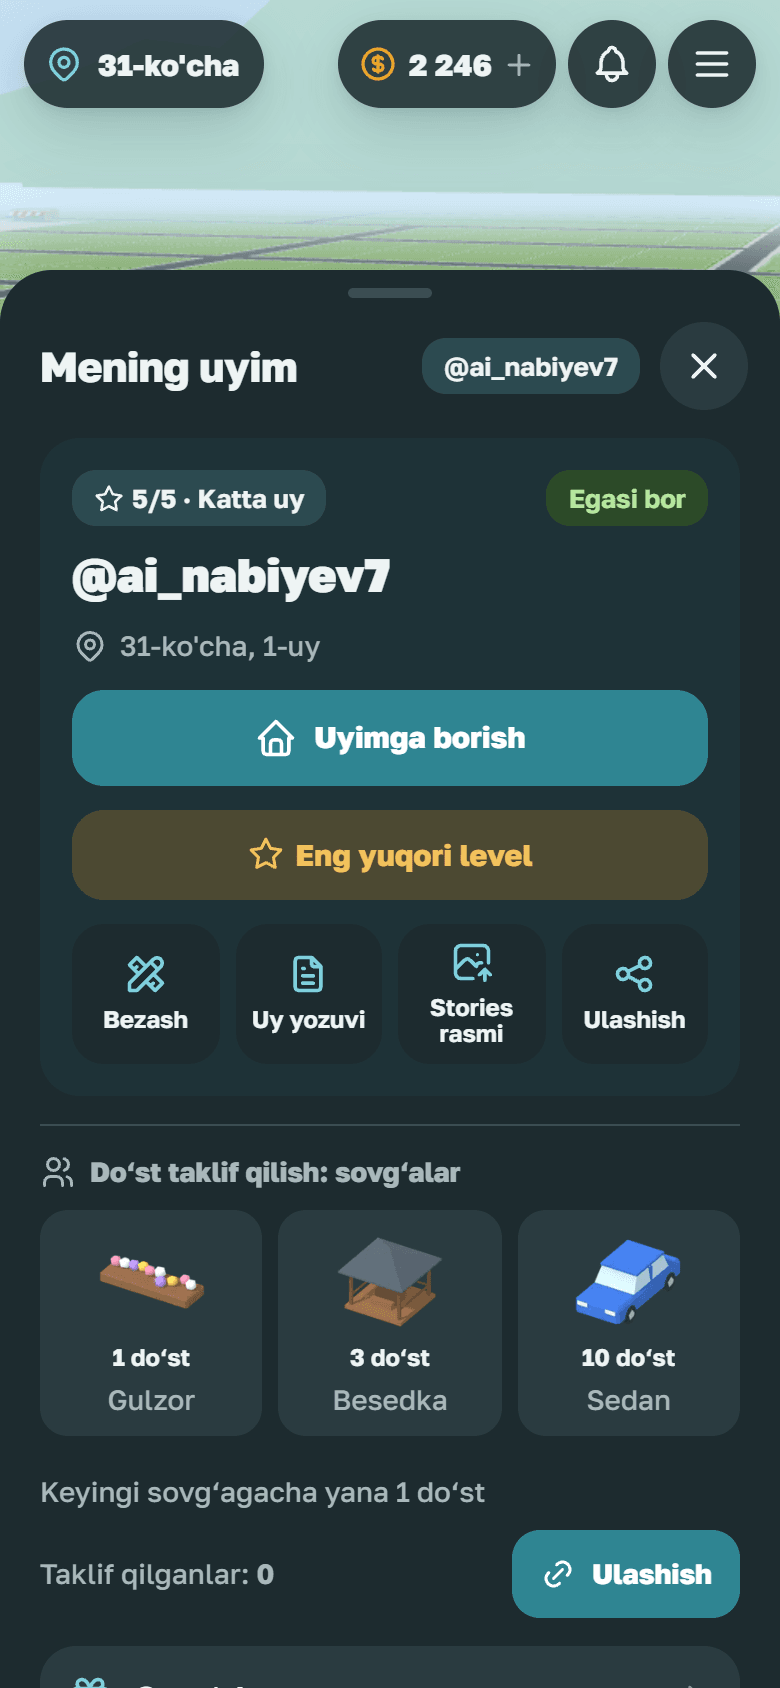 31-ko'cha
2 246
Mening uyim
@ai_nabiyev7
5/5 · Katta uy
Egasi bor
@ai_nabiyev7
31-ko'cha, 1-uy
Uyimga borish
Eng yuqori level
Bezash
Uy yozuvi
Stories
rasmi
Ulashish
Do‘st taklif qilish: sovg‘alar
1 do‘st
Gulzor
3 do‘st
Besedka
10 do‘st
Sedan
Keyingi sovg‘agacha yana 1 do‘st
Taklif qilganlar: 0
Ulashish